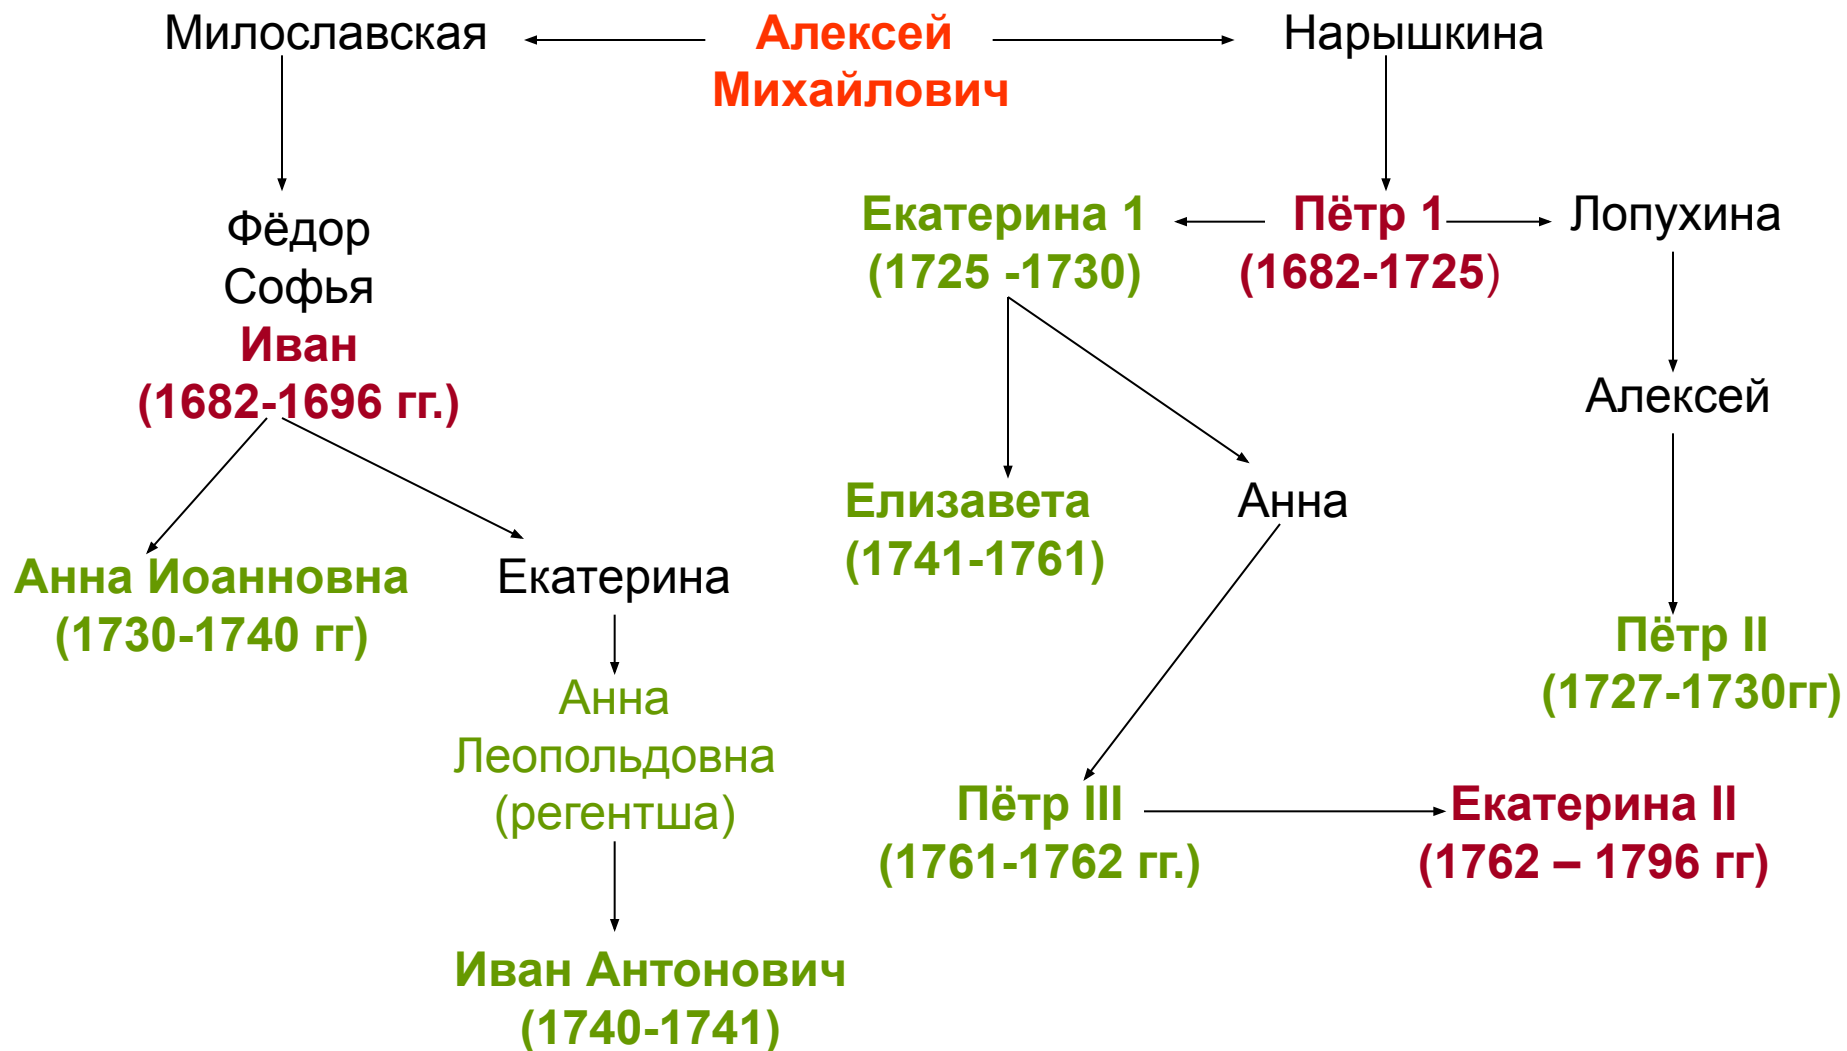 Милославская
Алексей
Михайлович
Нарышкина
Фёдор
Софья
Иван
(1682-1696 гг.)
Екатерина 1
(1725 -1730)
Пётр 1
(1682-1725)
Лопухина
Алексей
Елизавета
(1741-1761)
Анна
Анна Иоанновна
(1730-1740 гг)
Екатерина
Пётр II
(1727-1730гг)
Анна
Леопольдовна
(регентша)
Пётр III
(1761-1762 гг.)
Екатерина II
(1762 – 1796 гг)
Иван Антонович
(1740-1741)